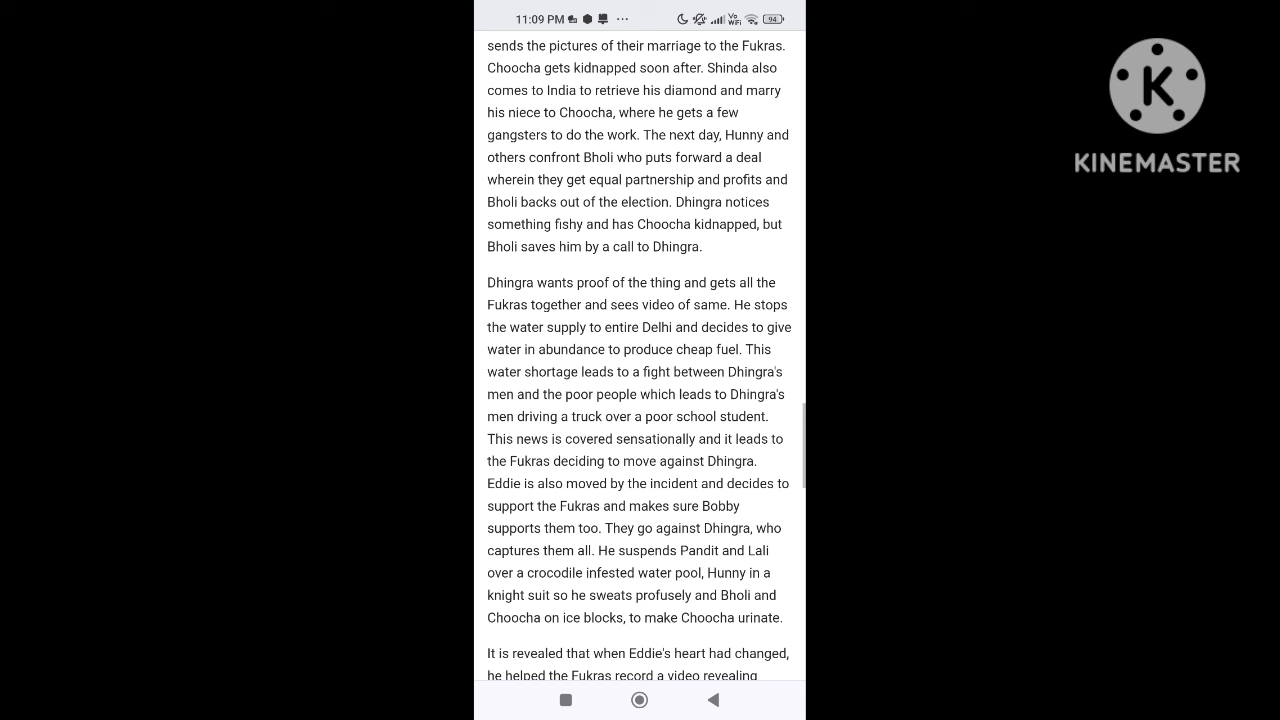 11:09 PM
Vo
WiFi
94
K
KINEMASTER
sends the pictures of their marriage to the Fukras.
Choocha gets kidnapped soon after. Shinda also
comes to India to retrieve his diamond and marry
his niece to Choocha, where he gets a few
gangsters to do the work. The next day, Hunny and
others confront Bholi who puts forward a deal
wherein they get equal partnership and profits and
Bholi backs out of the election. Dhingra notices
something fishy and has Choocha kidnapped, but
Bholi saves him by a call to Dhingra.
Dhingra wants proof of the thing and gets all the
Fukras together and sees video of same. He stops
the water supply to entire Delhi and decides to give
water in abundance to produce cheap fuel. This
water shortage leads to a fight between Dhingra's
men and the poor people which leads to Dhingra's
men driving a truck over a poor school student.
This news is covered sensationally and it leads to
the Fukras deciding to move against Dhingra.
Eddie is also moved by the incident and decides to
support the Fukras and makes sure Bobby
supports them too. They go against Dhingra, who
captures them all. He suspends Pandit and Lali
over a crocodile infested water pool, Hunny in a
knight suit so he sweats profusely and Bholi and
Choocha on ice blocks, to make Choocha urinate.
It is revealed that when Eddie's heart had changed,
he helped the Fukras record a video revealing